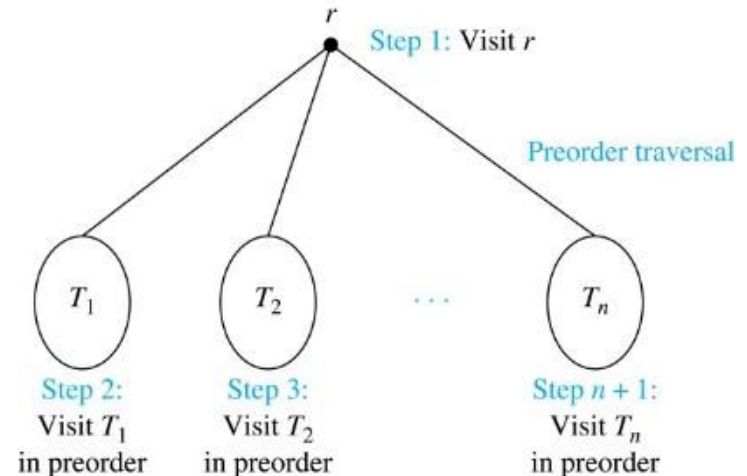 r
Step 1: Visit r
Preorder traversal
T₁
T₂
. . .
Tₙ
Step 2:
Visit T₁
in preorder
Step 3:
Visit T₂
in preorder
Step n + 1:
Visit Tₙ
in preorder